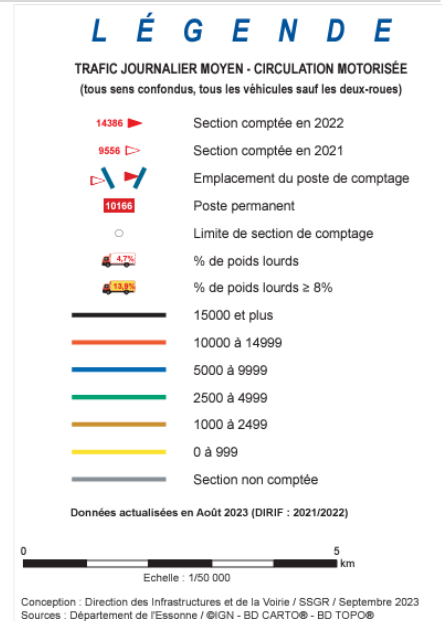 LÉGENDE
TRAFIC JOURNALIER MOYEN - CIRCULATION MOTORISÉE
(tous sens confondus, tous les véhicules sauf les deux-roues)
14386 Section comptée en 2022
9556 Section comptée en 2021
Emplacement du poste de comptage
10166 Poste permanent
Limite de section de comptage
4,7% % de poids lourds
13,8% % de poids lourds ≥ 8%
15000 et plus
10000 à 14999
5000 à 9999
2500 à 4999
1000 à 2499
0 à 999
Section non comptée
Données actualisées en Août 2023 (DIRIF : 2021/2022)
0 5
km
Echelle : 1/50 000
Conception : Direction des Infrastructures et de la Voirie / SSGR / Septembre 2023
Sources : Département de l'Essonne / ©IGN - BD CARTO® - BD TOPO®